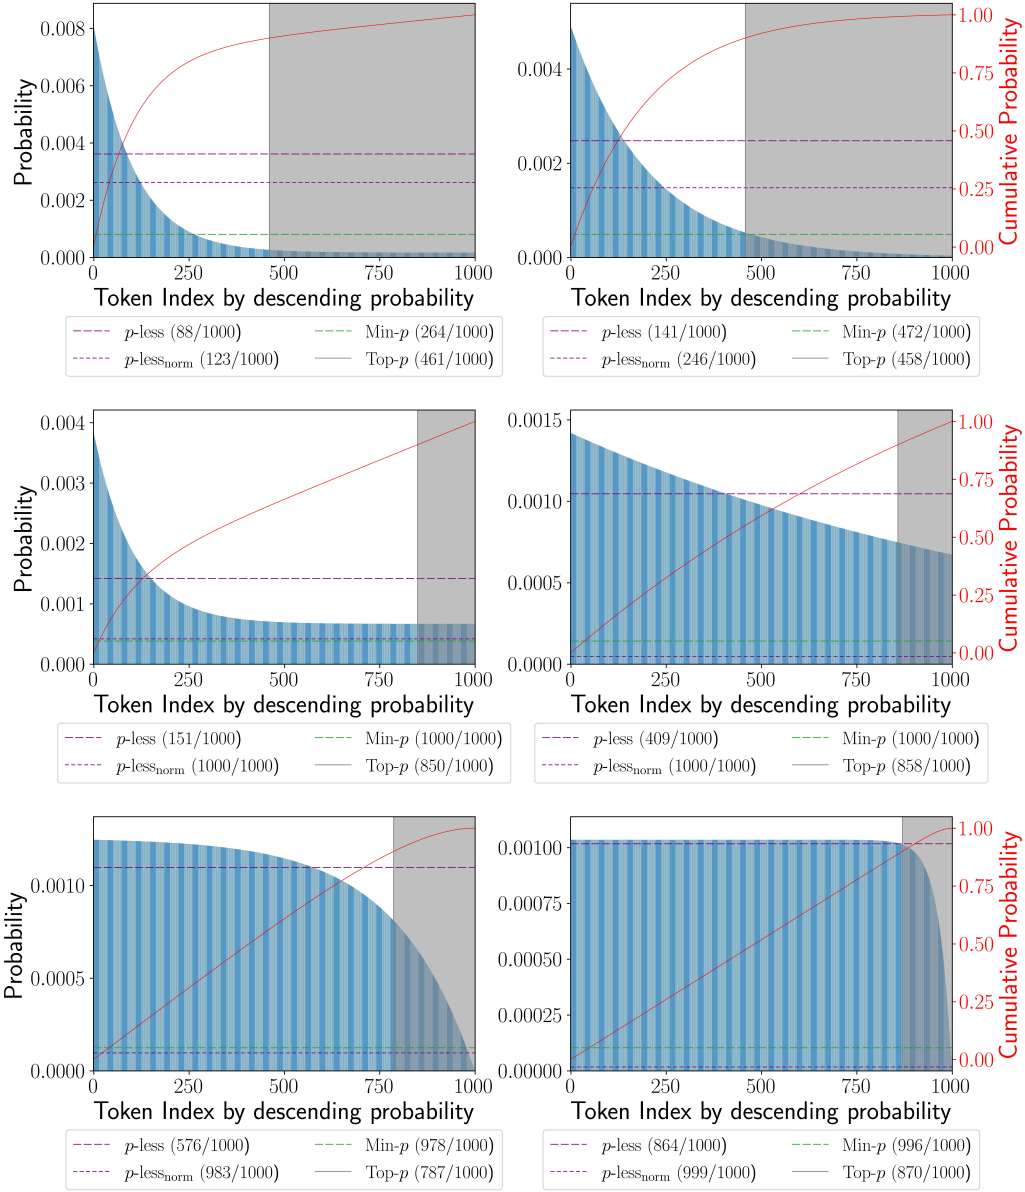 0.008
0.006
0.004
0.002
0.000
Probability
0 250 500 750 1000
Token Index by descending probability
p-less (88/1000)
Min-p (264/1000)
p-less_norm (123/1000)
Top-p (461/1000)
0.004
0.002
0.000
1.00
0.75
0.50
0.25
0.00
Cumulative Probability
0 250 500 750 1000
Token Index by descending probability
p-less (141/1000)
Min-p (472/1000)
p-less_norm (246/1000)
Top-p (458/1000)
0.004
0.003
0.002
0.001
0.000
Probability
0 250 500 750 1000
Token Index by descending probability
p-less (151/1000)
Min-p (1000/1000)
p-less_norm (1000/1000)
Top-p (850/1000)
0.0015
0.0010
0.0005
0.0000
1.00
0.75
0.50
0.25
0.00
Cumulative Probability
0 250 500 750 1000
Token Index by descending probability
p-less (409/1000)
Min-p (1000/1000)
p-less_norm (1000/1000)
Top-p (858/1000)
0.0010
0.0005
0.0000
Probability
0 250 500 750 1000
Token Index by descending probability
p-less (576/1000)
Min-p (978/1000)
p-less_norm (983/1000)
Top-p (787/1000)
0.00100
0.00075
0.00050
0.00025
0.00000
1.00
0.75
0.50
0.25
0.00
Cumulative Probability
0 250 500 750 1000
Token Index by descending probability
p-less (864/1000)
Min-p (996/1000)
p-less_norm (999/1000)
Top-p (870/1000)